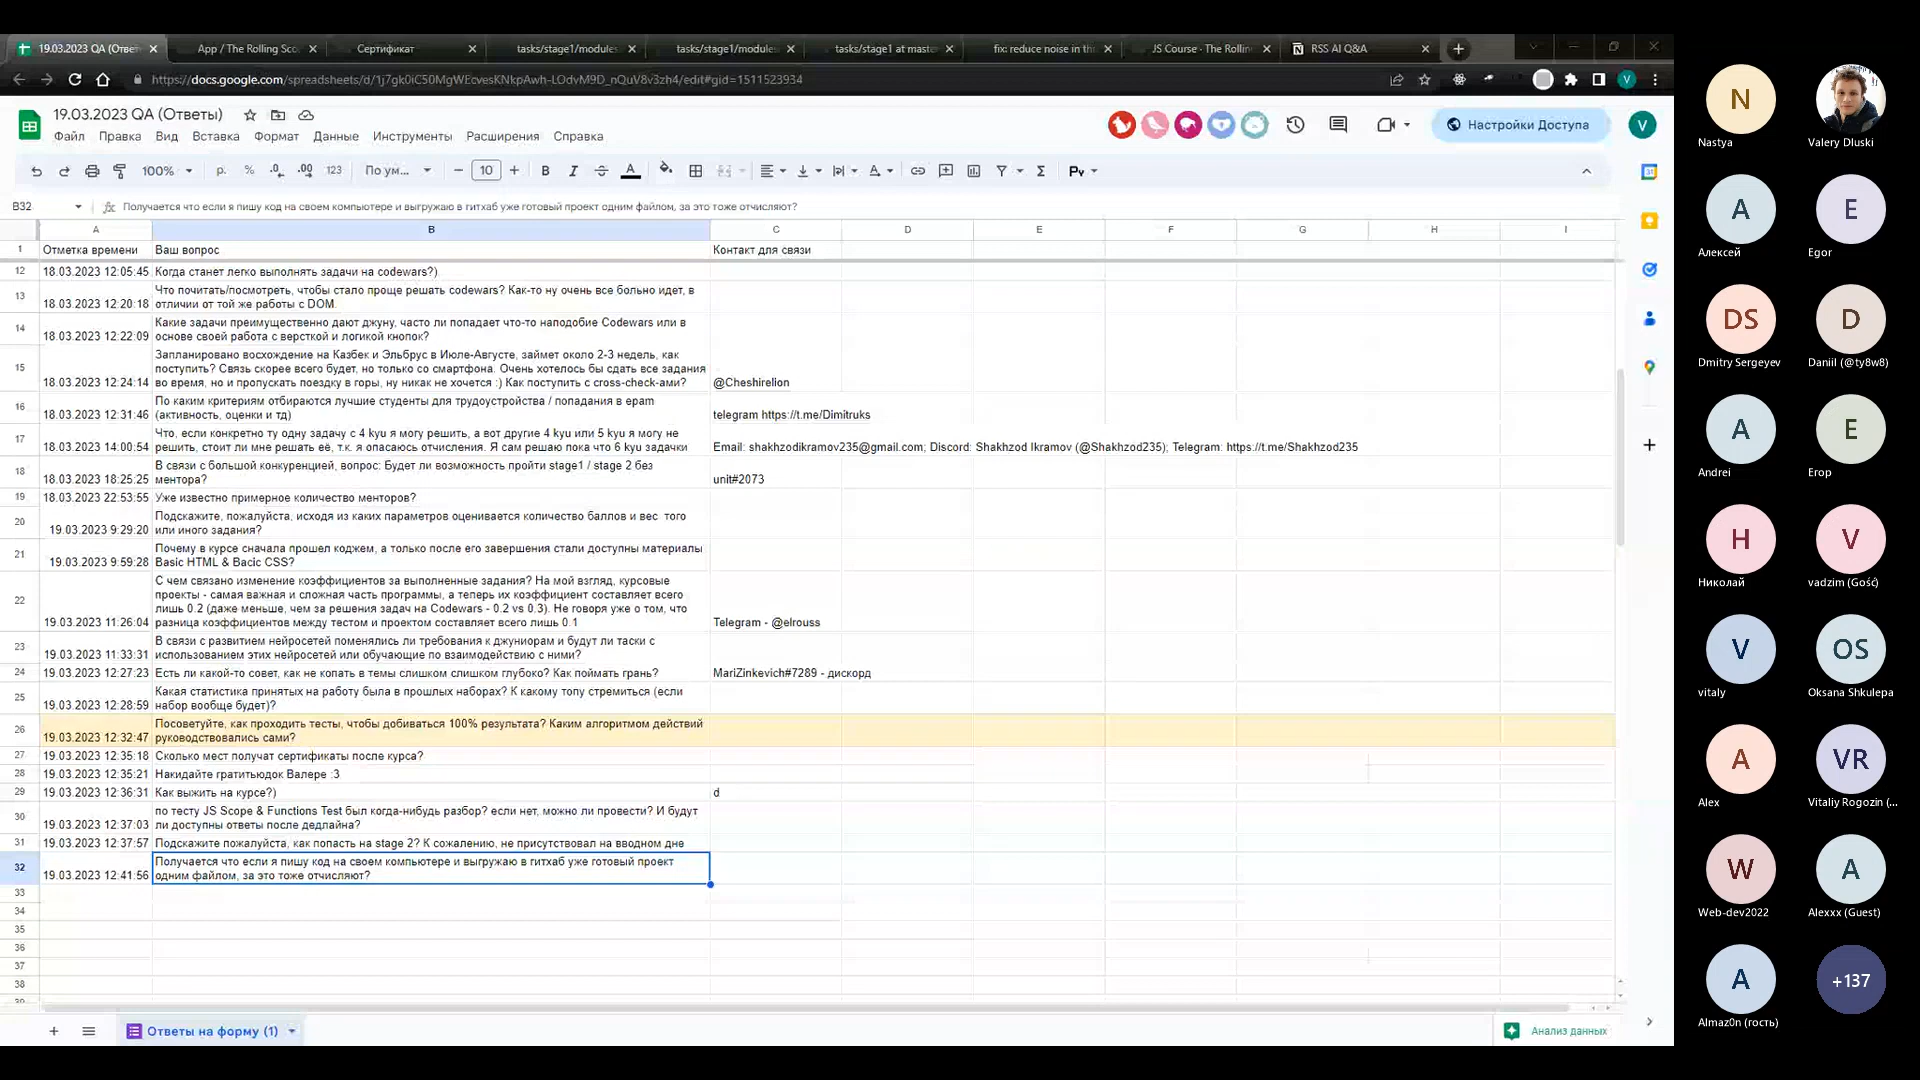 19.03.2023 QA (Отвеt
App / The Rolling Sco
Сертификат
tasks/stage1/modules
tasks/stage1/modules
tasks/stage1 at maste
fix: reduce noise in th
JS Course · The Rollin
RSS AI Q&A
docs.google.com/spreadsheets/d/
/edit#gid=1511523934
19.03.2023 QA (Ответы)
Файл Правка Вид Вставка Формат Данные Инструменты Расширения Справка
Настройки Доступа
V
100% р. % .0 .00 123 По ум... 10 B I A
B32
Получается что если я пишу код на своем компьютере и выгружаю в гитхаб уже готовый проект одним файлом, за это тоже отчисляют?
A B C D E F G H I
1 Отметка времени Ваш вопрос Контакт для связи
12 18.03.2023 12:05:45 Когда станет легко выполнять задачи на codewars?)
13 Что почитать/посмотреть, чтобы стало проще решать codewars? Как-то ну очень все больно идет, в
18.03.2023 12:20:18 отличии от той же работы с DOM.
14 Какие задачи преимущественно дают джуну, часто ли попадает что-то наподобие Codewars или в
18.03.2023 12:22:09 основе своей работа с версткой и логикой кнопок?
Запланировано восхождение на Казбек и Эльбрус в Июле-Августе, займет около 2-3 недель, как
15 поступить? Связь скорее всего будет, но только со смартфона. Очень хотелось бы сдать все задания
18.03.2023 12:24:14 во время, но и пропускать поездку в горы, ну никак не хочется :) Как поступить с cross-check-ами? @Cheshirelion
16 По каким критериям отбираются лучшие студенты для трудоустройства / попадания в epam
18.03.2023 12:31:46 (активность, оценки и тд) telegram https://t.me/Dimitruks
17 Что, если конкретно ту одну задачу с 4 kyu я могу решить, а вот другие 4 kyu или 5 kyu я могу не
18.03.2023 14:00:54 решить, стоит ли мне решать её, т.к. я опасаюсь отчисления. Я сам решаю пока что 6 kyu задачки Email: shakhzodikramov235@gmail.com; Discord: Shakhzod Ikramov (@Shakhzod235); Telegram: https://t.me/Shakhzod235
18 В связи с большой конкуренцией, вопрос: Будет ли возможность пройти stage1 / stage 2 без
18.03.2023 18:25:25 ментора? unit#2073
19 18.03.2023 22:53:55 Уже известно примерное количество менторов?
20 Подскажите, пожалуйста, исходя из каких параметров оценивается количество баллов и вес того
19.03.2023 9:29:20 или иного задания?
21 Почему в курсе сначала прошел коджем, а только после его завершения стали доступны материалы
19.03.2023 9:59:28 Basic HTML & Bacic CSS?
С чем связано изменение коэффициентов за выполненные задания? На мой взгляд, курсовые
22 проекты - самая важная и сложная часть программы, а теперь их коэффициент составляет всего
лишь 0.2 (даже меньше, чем за решения задач на Codewars - 0.2 vs 0.3). Не говоря уже о том, что
19.03.2023 11:26:04 разница коэффициентов между тестом и проектом составляет всего лишь 0.1 Telegram - @elrouss
23 В связи с развитием нейросетей поменялись ли требования к джуниорам и будут ли таски с
19.03.2023 11:33:31 использованием этих нейросетей или обучающие по взаимодействию с ними?
24 19.03.2023 12:27:23 Есть ли какой-то совет, как не копать в темы слишком слишком глубоко? Как поймать грань? MariZinkevich#7289 - дискорд
25 Какая статистика принятых на работу была в прошлых наборах? К какому топу стремиться (если
19.03.2023 12:28:59 набор вообще будет)?
26 Посоветуйте, как проходить тесты, чтобы добиваться 100% результата? Каким алгоритмом действий
19.03.2023 12:32:47 руководствовались сами?
27 19.03.2023 12:35:18 Сколько мест получат сертификаты после курса?
28 19.03.2023 12:35:21 Накидайте гратитьюдок Валере :3
29 19.03.2023 12:36:31 Как выжить на курсе?) d
30 по тесту JS Scope & Functions Test был когда-нибудь разбор? если нет, можно ли провести? И будут
19.03.2023 12:37:03 ли доступны ответы после дедлайна?
31 19.03.2023 12:37:57 Подскажите пожалуйста, как попасть на stage 2? К сожалению, не присутствовал на вводном дне
32 Получается что если я пишу код на своем компьютере и выгружаю в гитхаб уже готовый проект
19.03.2023 12:41:56 одним файлом, за это тоже отчисляют?
33
34
35
36
37
38
39
Ответы на форму (1)
Анализ данных
N
Nastya
Valery Dluski
A
Алексей
E
Egor
DS
Dmitry Sergeyev
D
Daniil (@ty8w8)
A
Andrei
E
Егор
Н
Николай
V
vadzim (Gość)
V
vitaly
OS
Oksana Shkulepa
A
Alex
VR
Vitaliy Rogozin (...
W
Web-dev2022
A
Alexxx (Guest)
A
Almaz0n (гость)
+137